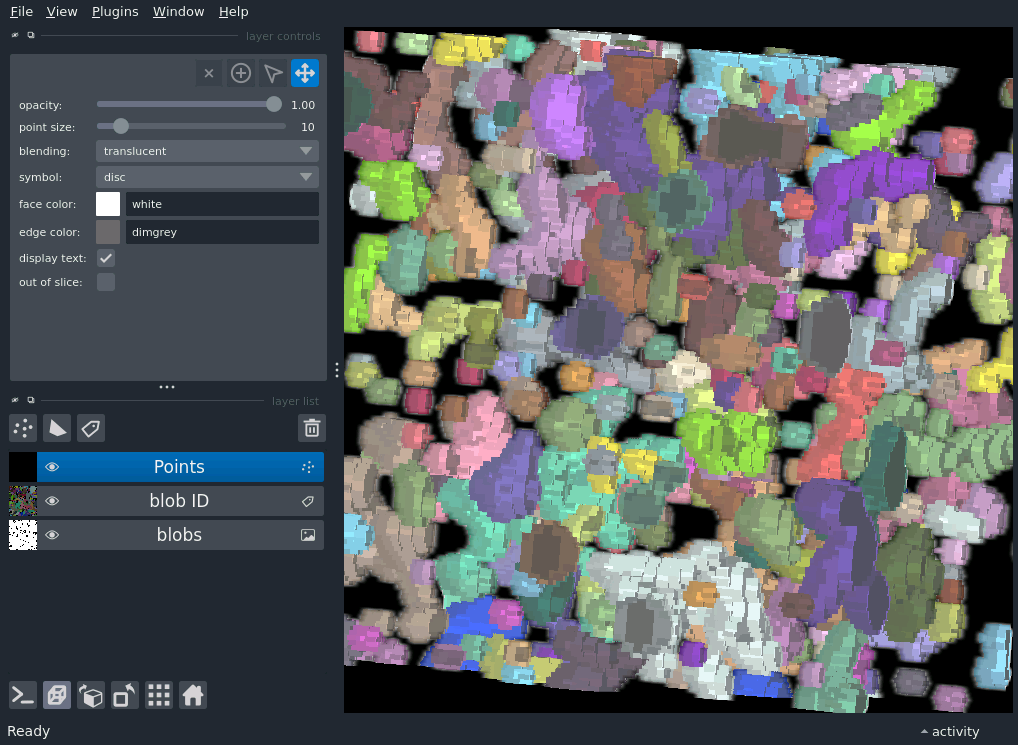 File View Plugins Window Help
layer controls
opacity: 1.00
point size: 10
blending: translucent
symbol: disc
face color: white
edge color: dimgrey
display text:
out of slice:
layer list
Points
blob ID
blobs
Ready activity